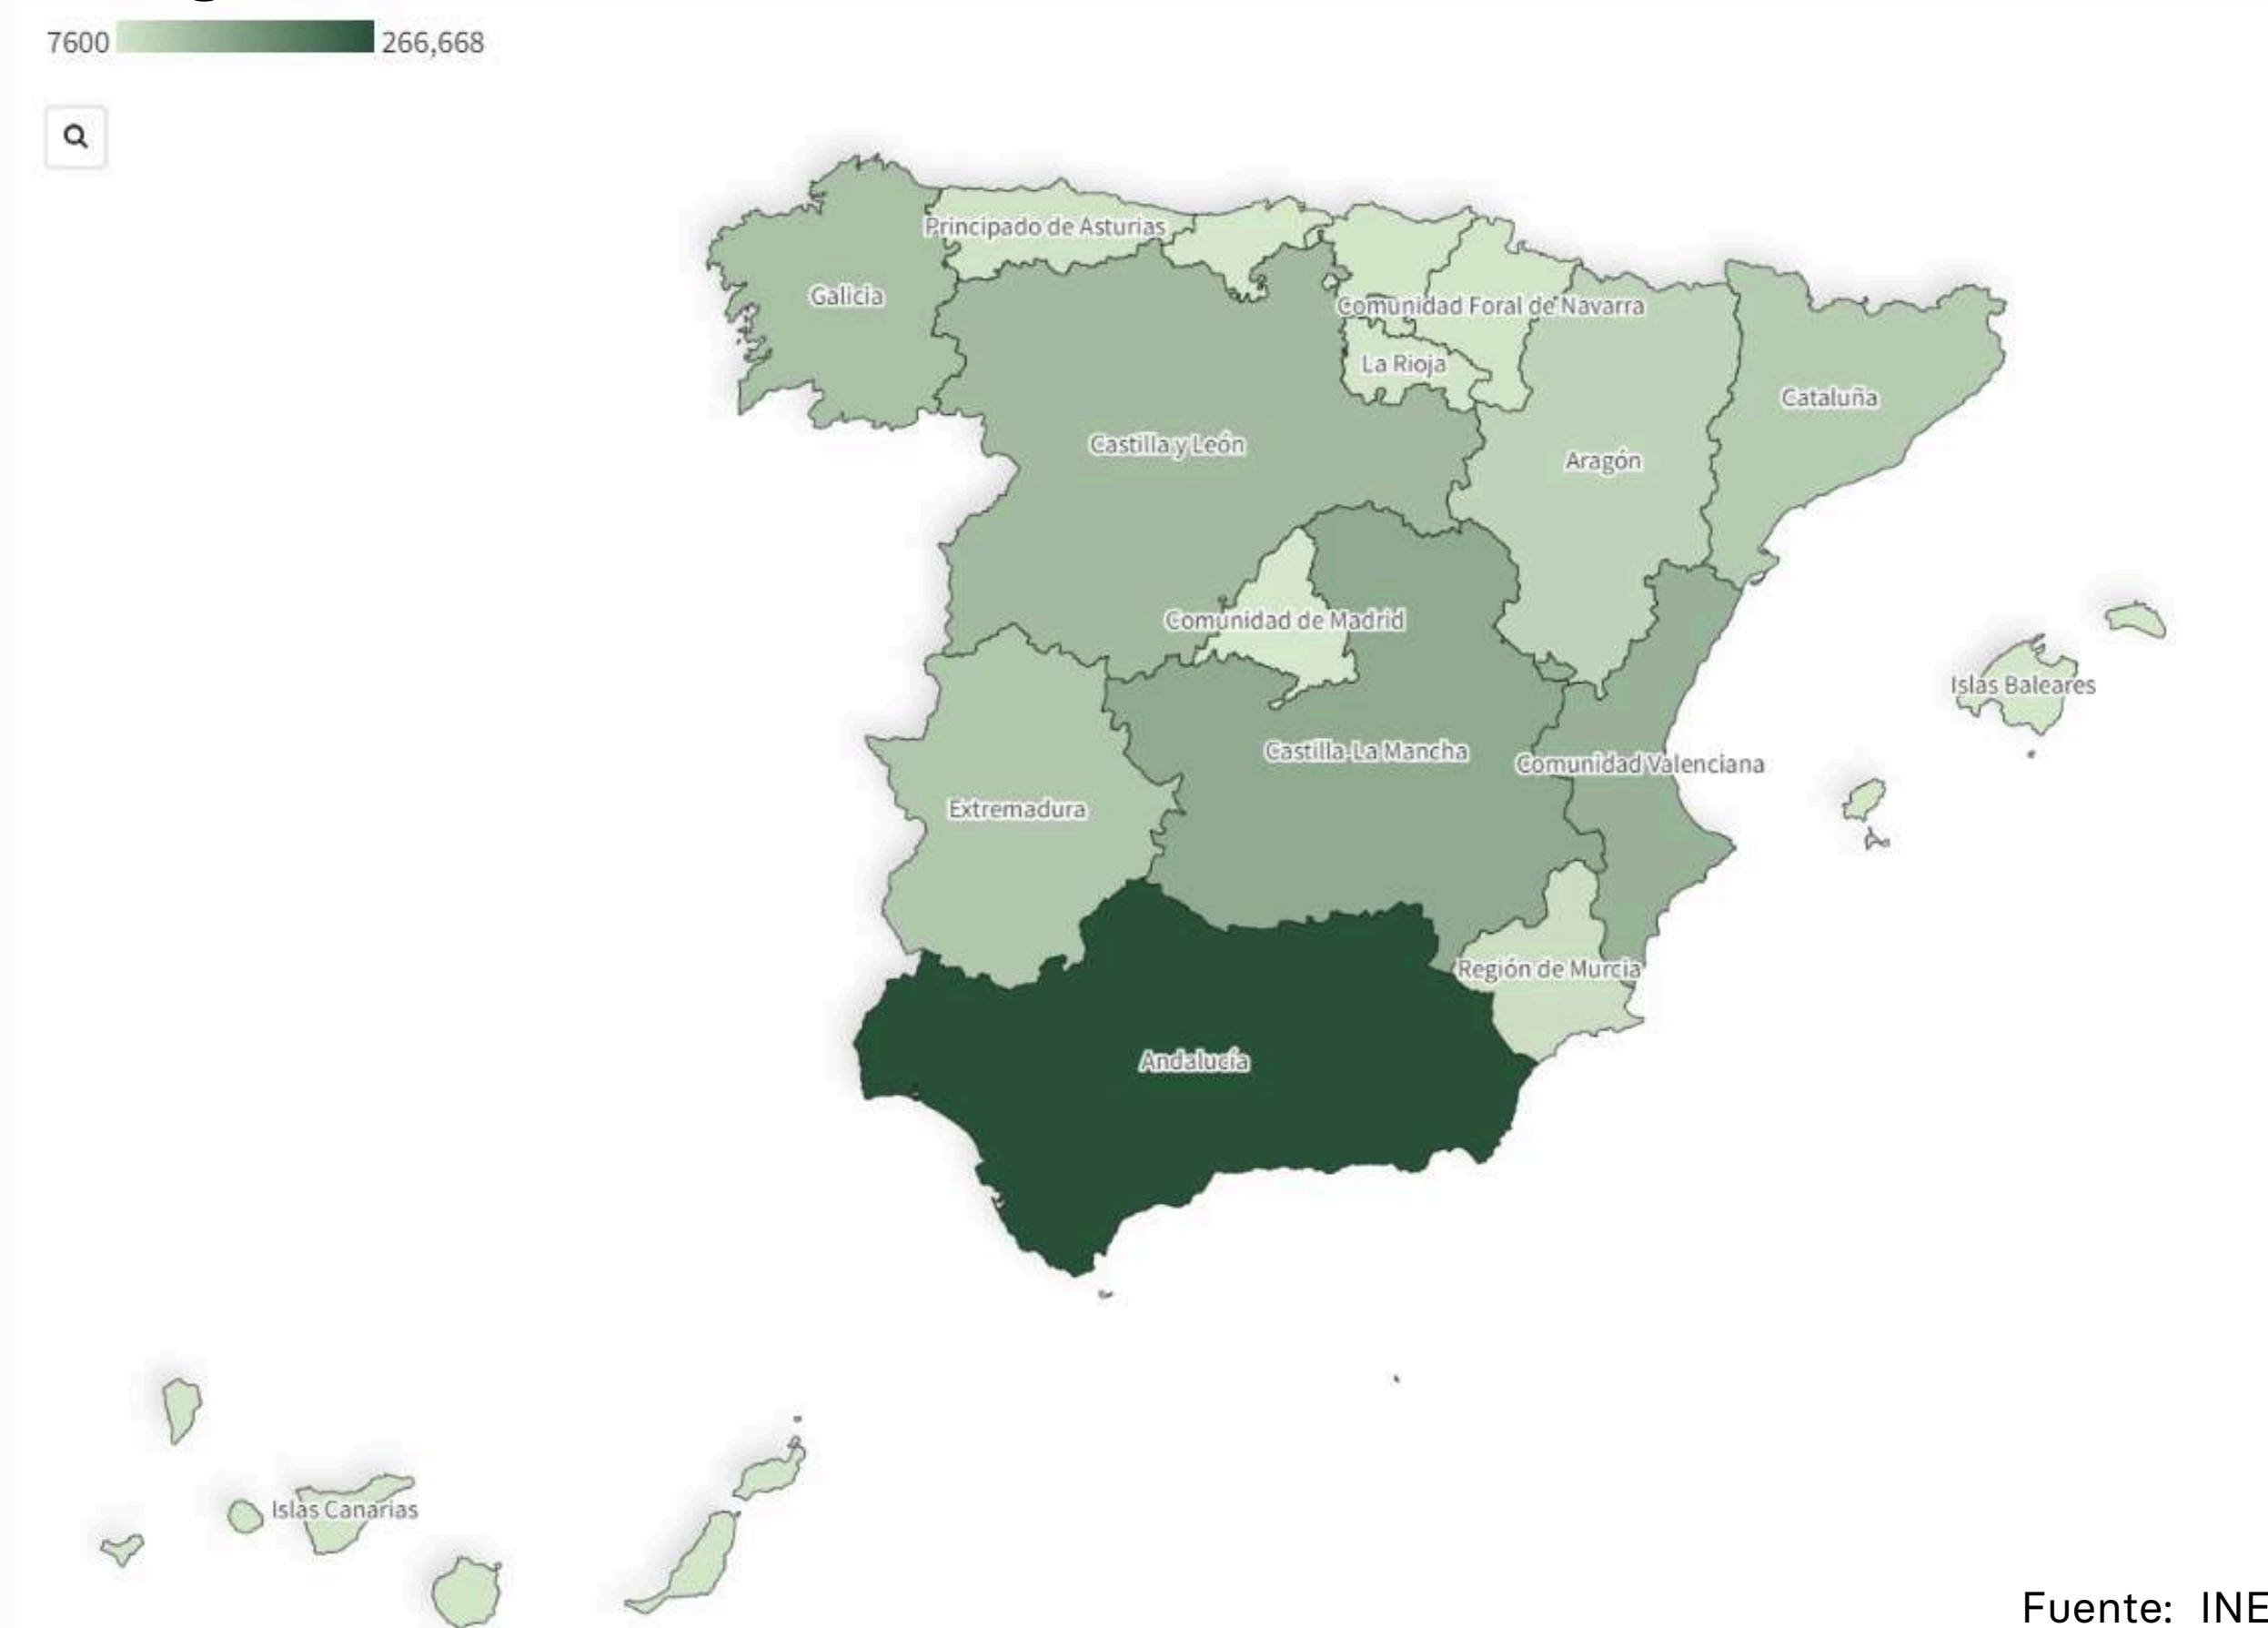 7600 266,668
Principado de Asturias
Galicia
Comunidad Foral de Navarra
La Rioja
Cataluña
Castilla y León
Aragón
Comunidad de Madrid
Islas Baleares
Castilla-La Mancha
Comunidad Valenciana
Extremadura
Región de Murcia
Andalucía
Islas Canarias
Fuente: INE